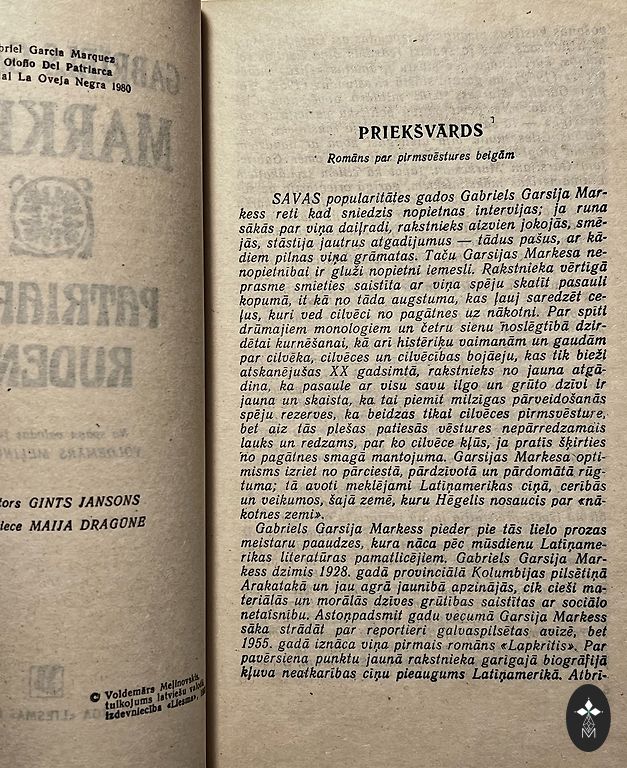 briel Garcia Marquez
Otoño Del Patriarca
al La Oveja Negra 1980
tors GINTS JANSONS
iece MAIJA DRAGUNE
© Voldemārs Meļinovskis,
tulkojums latviešu valodā,
izdevniecība «Liesma»,
PRIEKŠVĀRDS
Romāns par pirmsvēstures beigām
SAVAS popularitātes gados Gabriels Garsija Mar-
kess reti kad sniedzis nopietnas intervijas; ja runa
sākās par viņa daiļradi, rakstnieks aizvien jokojās, smē-
jās, stāstīja jautrus atgadījumus — tādus pašus, ar kā-
diem pilnas viņa grāmatas. Taču Garsijas Markesa ne-
nopietnībai ir gluži nopietni iemesli. Rakstnieka vērtīgā
prasme smieties saistīta ar viņa spēju skatīt pasauli
kopumā, it kā no tāda augstuma, kas ļauj saredzēt ce-
ļus, kuri ved cilvēci no pagātnes uz nākotni. Par spīti
drūmajiem monologiem un četru sienu noslēgtībā dzir-
dētai kurnēšanai, kā arī histēriķu vaimanām un gaudām
par cilvēka, cilvēces un cilvēcības bojāeju, kas tik bieži
atskanējušas XX gadsimtā, rakstnieks no jauna atgā-
dina, ka pasaule ar visu savu ilgo un grūto dzīvi ir
jauna un skaista, ka tai piemīt milzīgas pārveidošanās
spēju rezerves, ka beidzas tikai cilvēces pirmsvēsture,
bet aiz tās plešas patiesās vēstures nepārredzamais
lauks un redzams, par ko cilvēce kļūs, ja pratīs šķirties
no pagātnes smagā mantojuma. Garsijas Markesa opti-
misms izriet no pārciestā, pārdzīvotā un pārdomātā rūg-
tuma; tā avoti meklējami Latīņamerikas cīņā, cerībās
un veikumos, šajā zemē, kuru Hēgelis nosaucis par «nā-
kotnes zemi».
Gabriels Garsija Markess pieder pie tās lielo prozas
meistaru paaudzes, kura nāca pēc mūsdienu Latīņame-
rikas literatūras pamatlicējiem. Gabriels Garsija Mar-
kess dzimis 1928. gadā provinciālā Kolumbijas pilsētiņā
Arakatakā un jau agrā jaunībā apzinājās, cik cieši ma-
teriālās un morālās dzīves grūtības saistītas ar sociālo
netaisnību. Astoņpadsmit gadu vecumā Garsija Markess
sāka strādāt par reportieri galvaspilsētas avīzē, bet
1955. gadā iznāca viņa pirmais romāns «Lapkritis». Par
pavērsiena punktu jaunā rakstnieka garīgajā biogrāfijā
kļuva neatkarības cīņu pieaugums Latīņamerikā. Atbri-